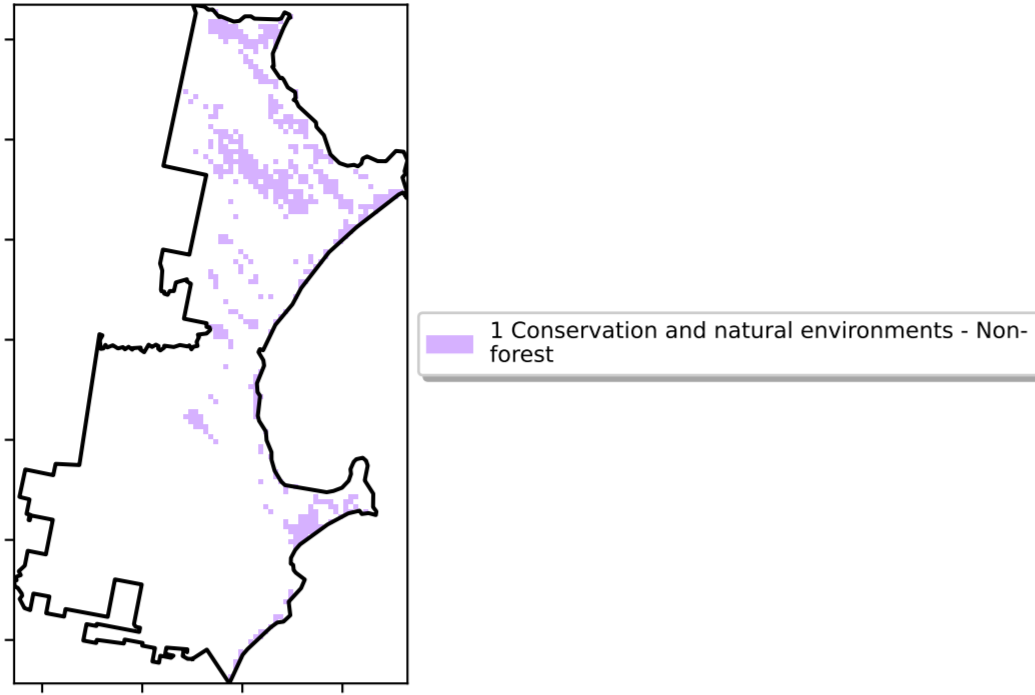 1 Conservation and natural environments - Non-
forest